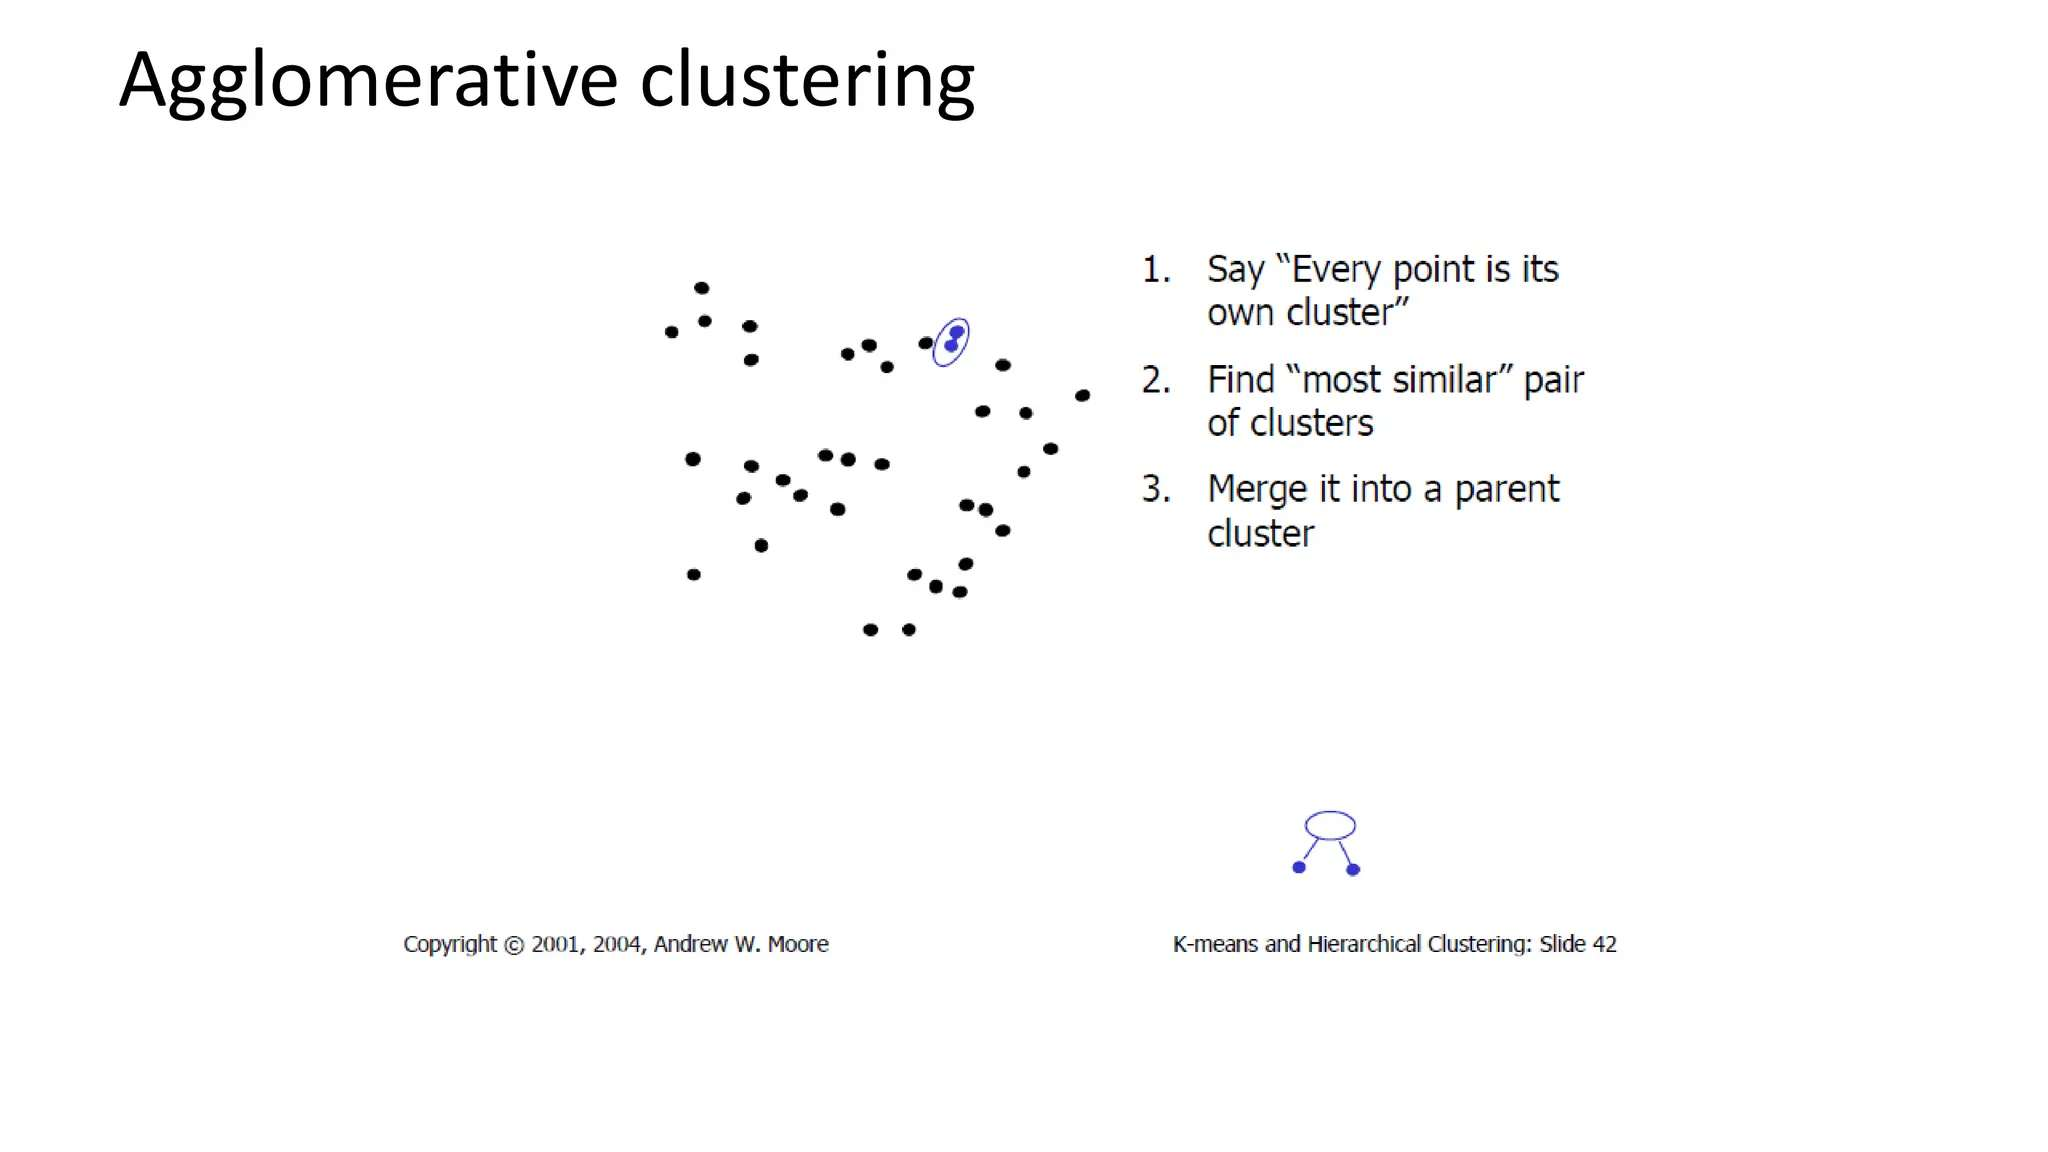 Agglomerative clustering
1. Say “Every point is its
own cluster”
2. Find “most similar” pair
of clusters
3. Merge it into a parent
cluster
Copyright © 2001, 2004, Andrew W. Moore
K-means and Hierarchical Clustering: Slide 42